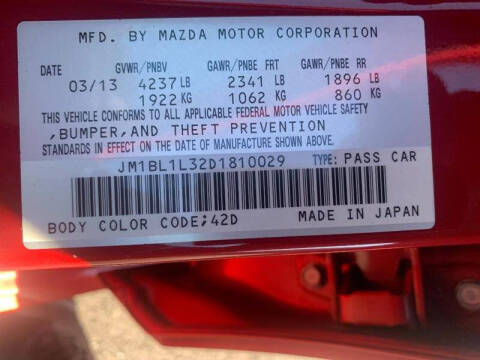 MFD. BY MAZDA MOTOR CORPORATION
DATE GVWR/PNBV GAWR/PNBE FRT GAWR/PNBE RR
03/13 4237 LB 2341 LB 1896 LB
1922 KG 1062 KG 860 KG
THIS VEHICLE CONFORMS TO ALL APPLICABLE FEDERAL MOTOR VEHICLE SAFETY
,BUMPER,AND THEFT PREVENTION
STANDARDS IN EFFECT ON THE DATE OF MANUFACTURE SHOWN ABOVE.
JM1BL1L32D1810029 TYPE: PASS CAR
BODY COLOR CODE;42D MADE IN JAPAN